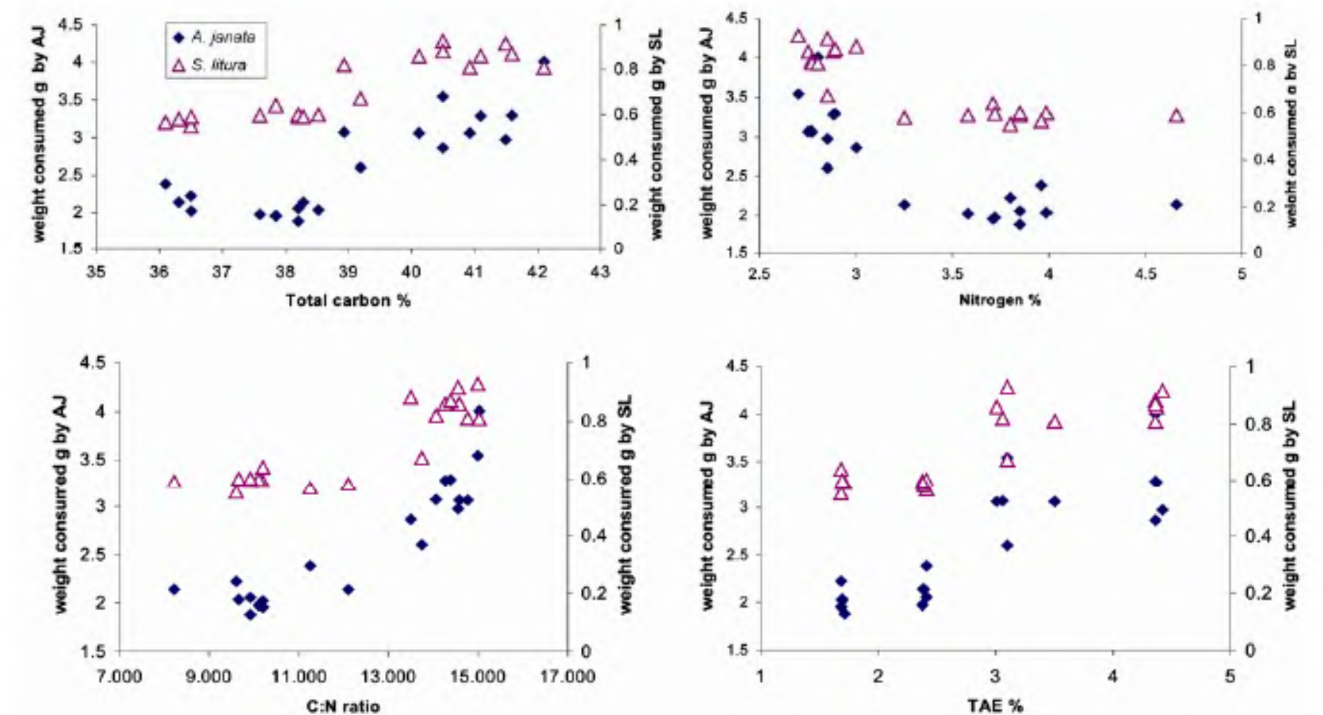 4.5 1 4.5 1
4 A. janata 0.8 4 0.8
3.5 S. litura 3.5
0.6 0.6
3 3
0.4 0.4
2.5 2.5
2 0.2 2 0.2
1.5 0 1.5 0
weight consumed g by AJ
weight consumed g by SL
weight consumed g by AJ
weight consumed g by SL
35 36 37 38 39 40 41 42 43
2.5 3 3.5 4 4.5 5
Total carbon %
Nitrogen %
4.5 1 4.5 1
4 0.8 4 0.8
3.5 3.5
0.6 0.6
3 3
0.4 0.4
2.5 2.5
2 0.2 2 0.2
1.5 0 1.5 0
weight consurred g by AJ
weight consumed g by SL
weight consumed g by AJ
weight consumed g by SL
7.000 9.000 11.000 13.000 15.000 17.000
1 2 3 4 5
C:N ratio
TAE %